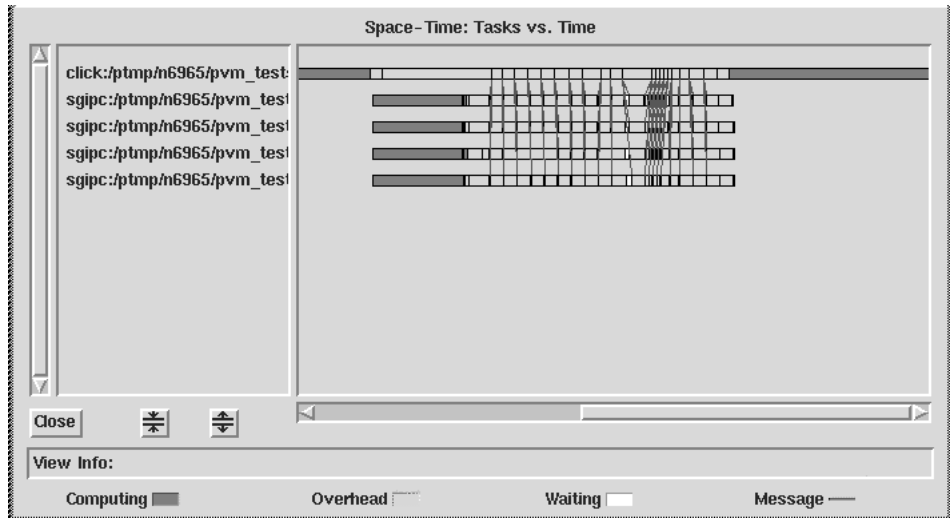 Space-Time: Tasks vs. Time
click:/ptmp/n6965/pvm_test
sgipc:/ptmp/n6965/pvm_test
sgipc:/ptmp/n6965/pvm_test
sgipc:/ptmp/n6965/pvm_test
sgipc:/ptmp/n6965/pvm_test
Close
View Info:
Computing Overhead Waiting Message